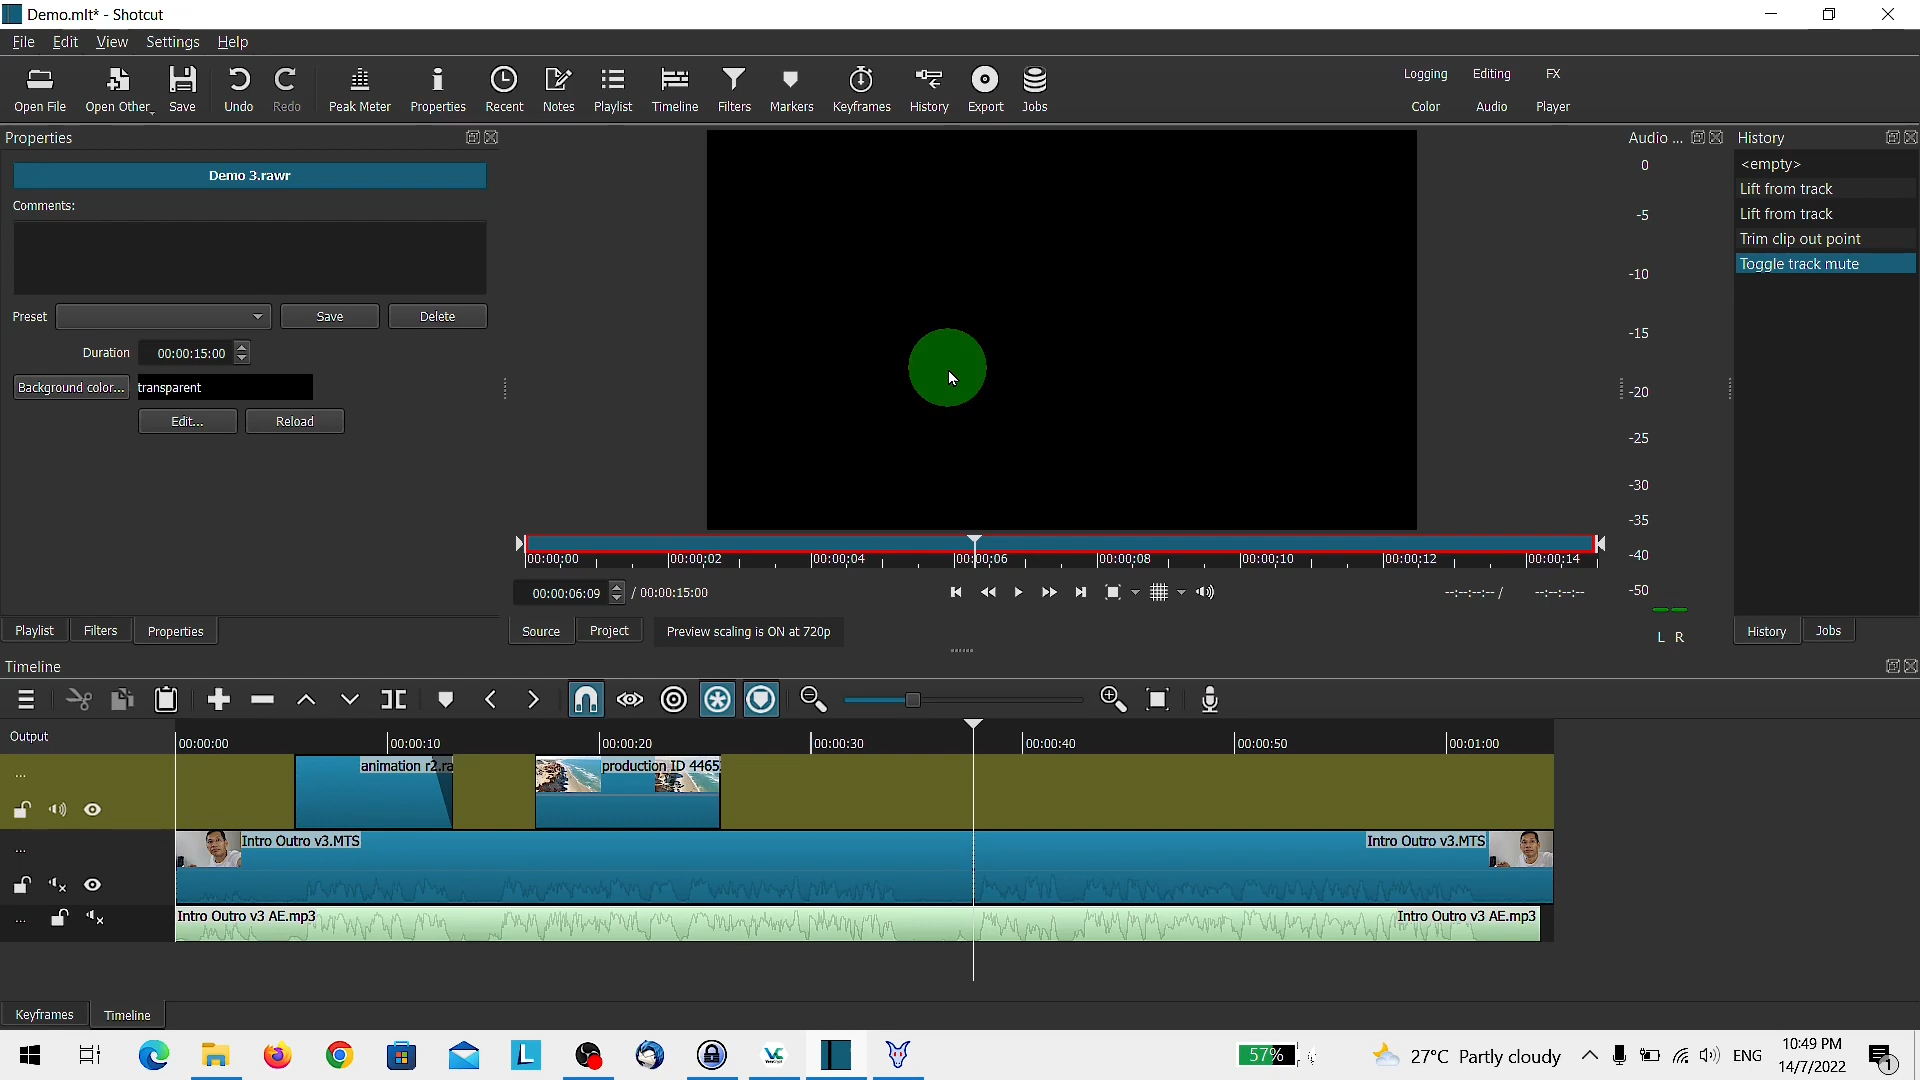 Demo.mlt* - Shotcut
File Edit View Settings Help
Open File Open Other Save Undo Redo Peak Meter Properties Recent Notes Playlist Timeline Filters Markers Keyframes History Export Jobs
Logging Editing FX
Color Audio Player
Properties
Demo 3.rawr
Comments:
Preset Save Delete
Duration 00:00:15:00
Background color... transparent
Edit... Reload
Playlist Filters Properties
00:00:00 00:00:02 00:00:04 00:00:06 00:00:08 00:00:10 00:00:12 00:00:14
00:00:06:09 / 00:00:15:00 --:--:--:-- / --:--:--:--
Source Project Preview scaling is ON at 720p
Audio ...
0
-5
-10
-15
-20
-25
-30
-35
-40
-50
L R
History
<empty>
Lift from track
Lift from track
Trim clip out point
Toggle track mute
History Jobs
Timeline
Output
00:00:00 00:00:10 00:00:20 00:00:30 00:00:40 00:00:50 00:01:00
... animation r2.ra production ID 4465
... Intro Outro v3.MTS Intro Outro v3.MTS
... Intro Outro v3 AE.mp3 Intro Outro v3 AE.mp3
Keyframes Timeline
57% 27°C Partly cloudy ENG 10:49 PM
14/7/2022 1